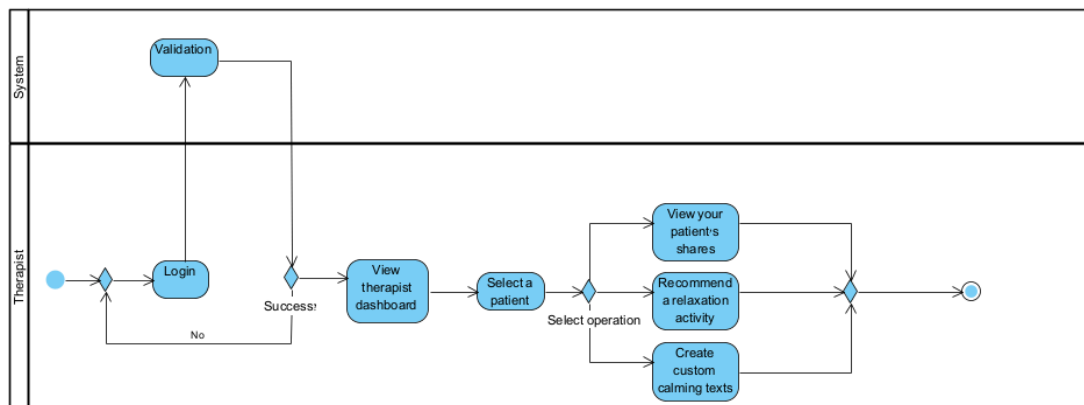 System
Validation
Therapist
Login
Success?
No
View
therapist
dashboard
Select a
patient
Select operation
View your
patient's
shares
Recommend
a relaxation
activity
Create
custom
calming texts